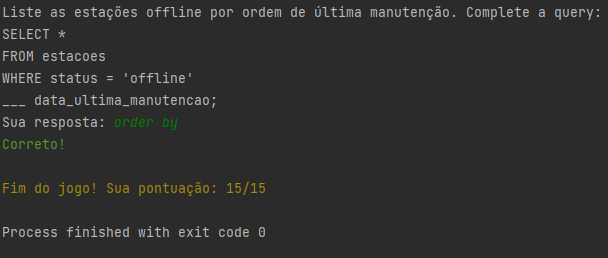 Liste as estações offline por ordem de última manutenção. Complete a query:
SELECT *
FROM estacoes
WHERE status = 'offline'
___ data_ultima_manutencao;
Sua resposta: order by
Correto!
Fim do jogo! Sua pontuação: 15/15
Process finished with exit code 0